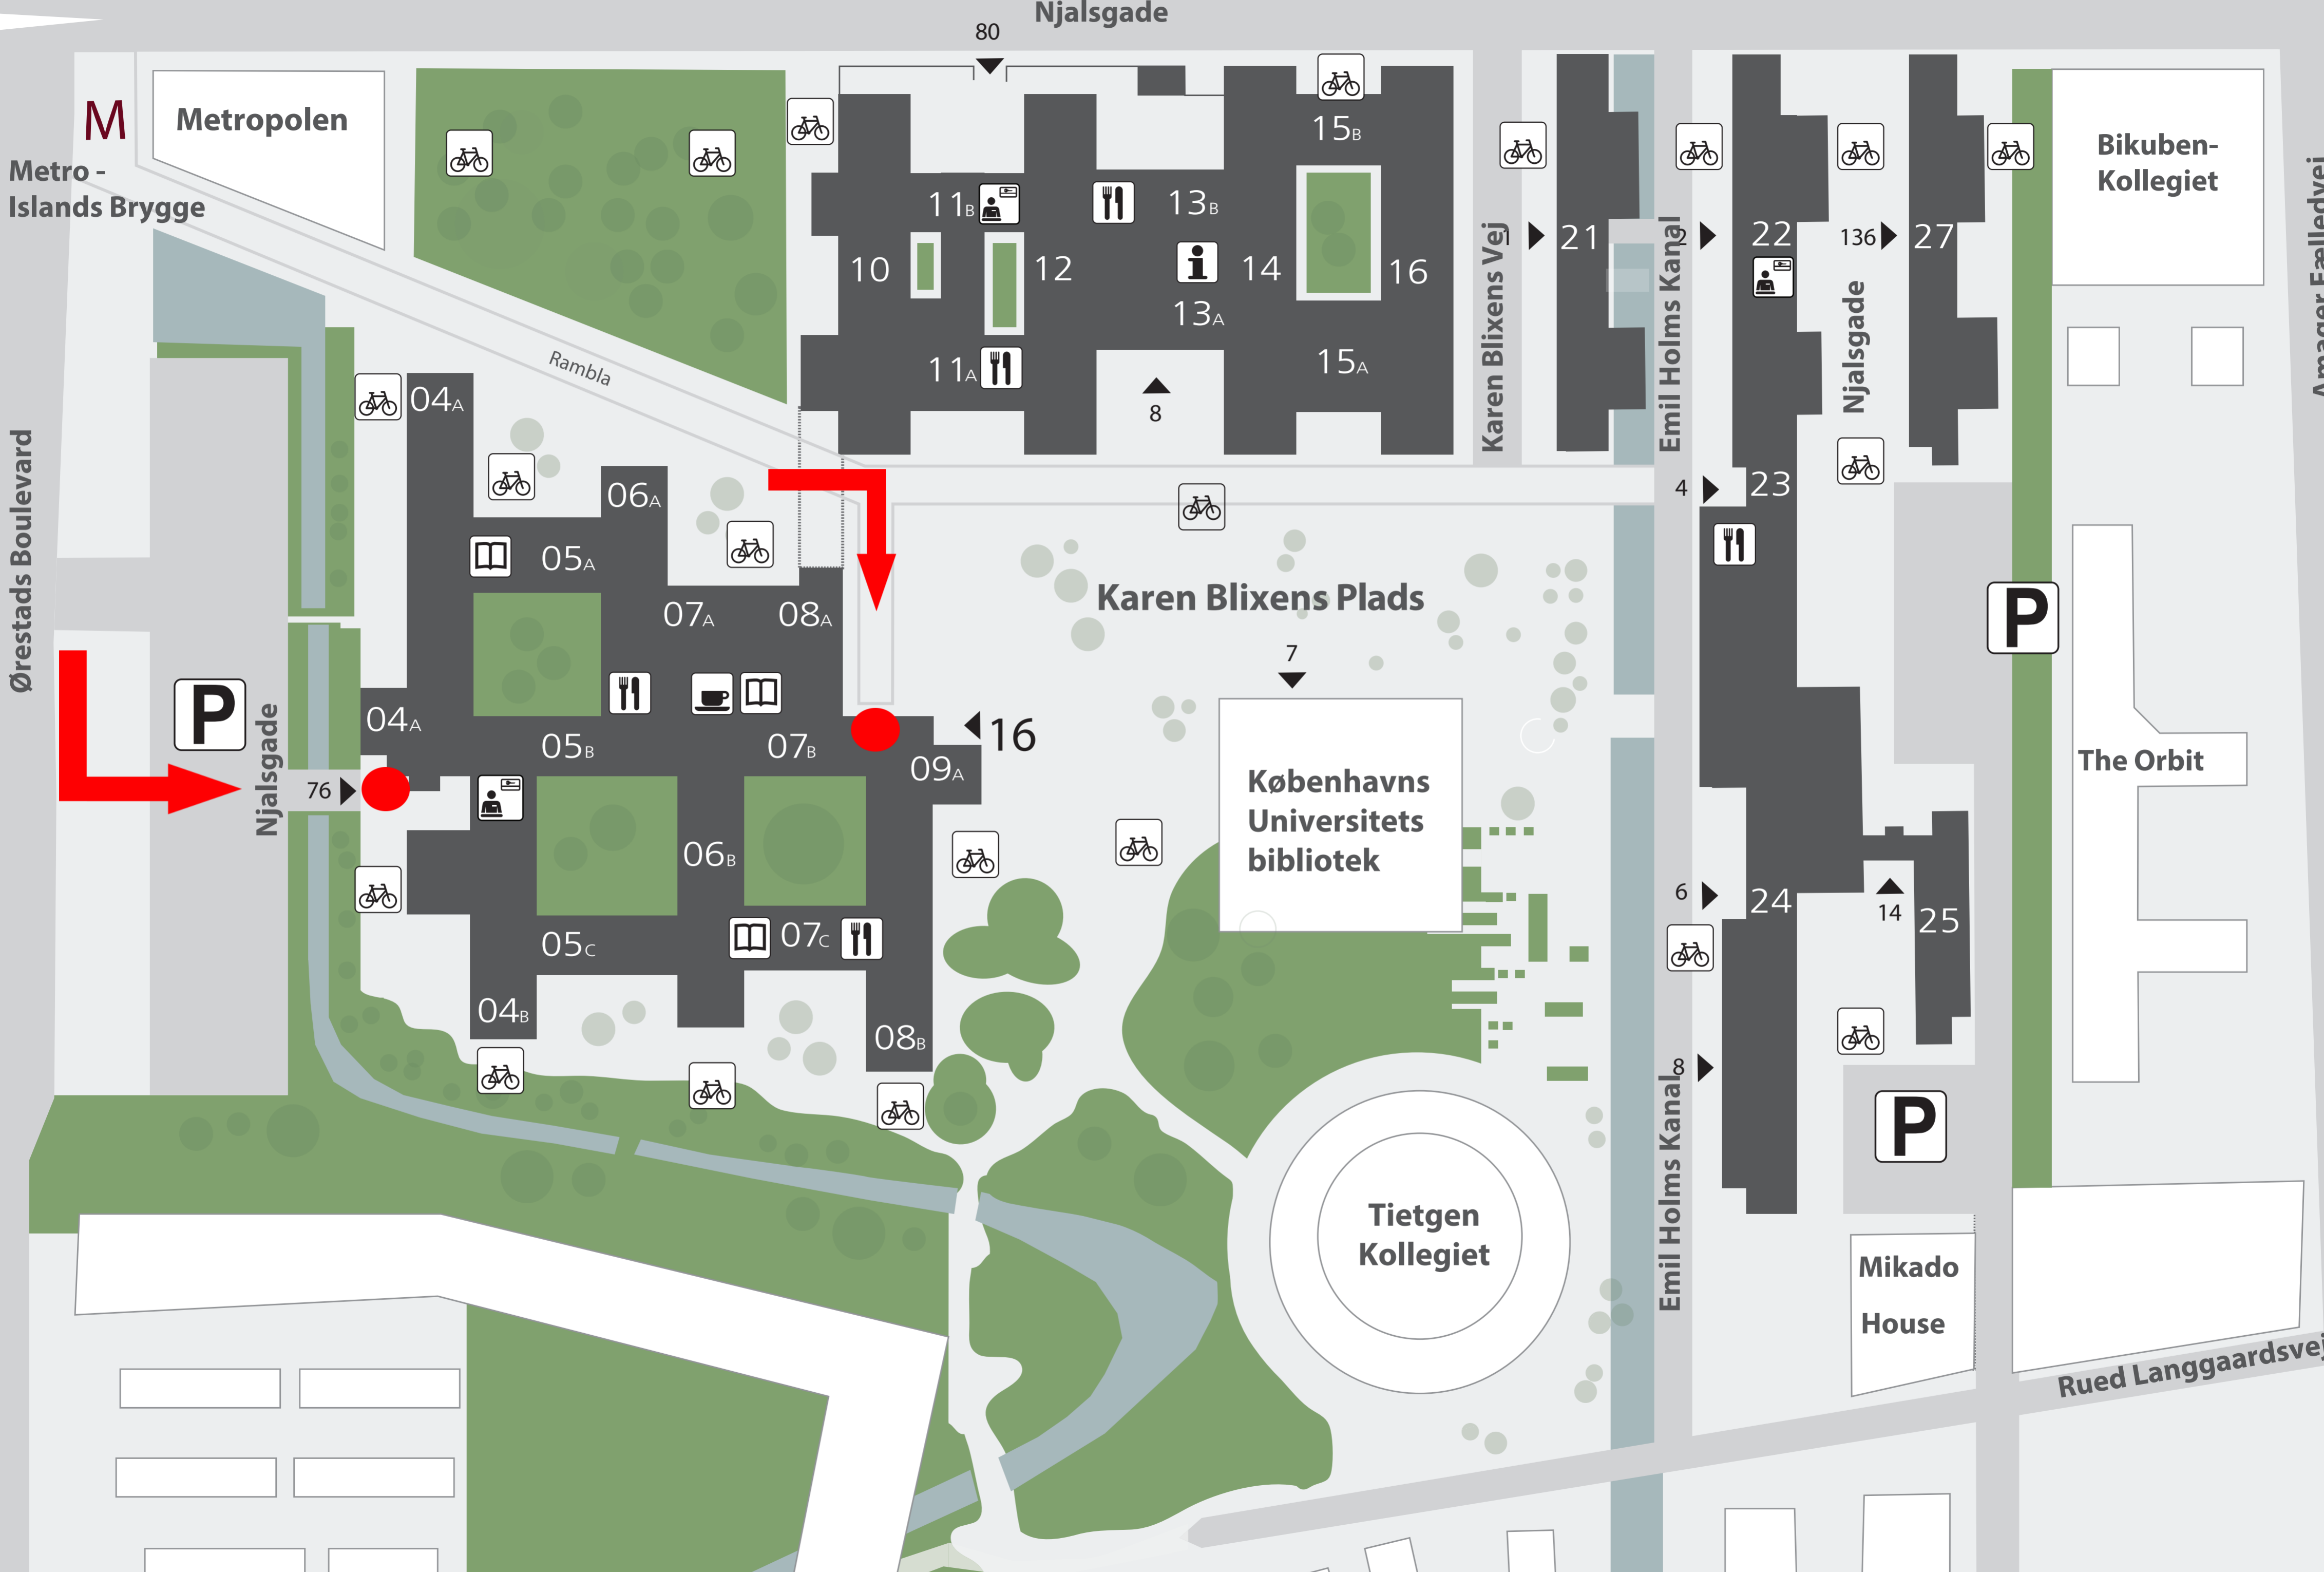 Njalsgade
80
M
Metropolen
Metro -
Islands Brygge
Rambla
10
11B
11A
12
13B
13A
14
15B
15A
16
8
Karen Blixens Vej
1
21
Emil Holms Kanal
2
22
136
27
Njalsgade
Bikuben-
Kollegiet
Amager Fælledvej
Ørestads Boulevard
04A
06A
05A
07A
08A
Karen Blixens Plads
4
23
P
7
P
Njalsgade
04A
05B
07B
16
09A
76
06B
Københavns
Universitets
bibliotek
The Orbit
6
24
14
25
05C
07C
04B
08B
8
P
Emil Holms Kanal
Tietgen
Kollegiet
Mikado
House
Rued Langgaardsvej